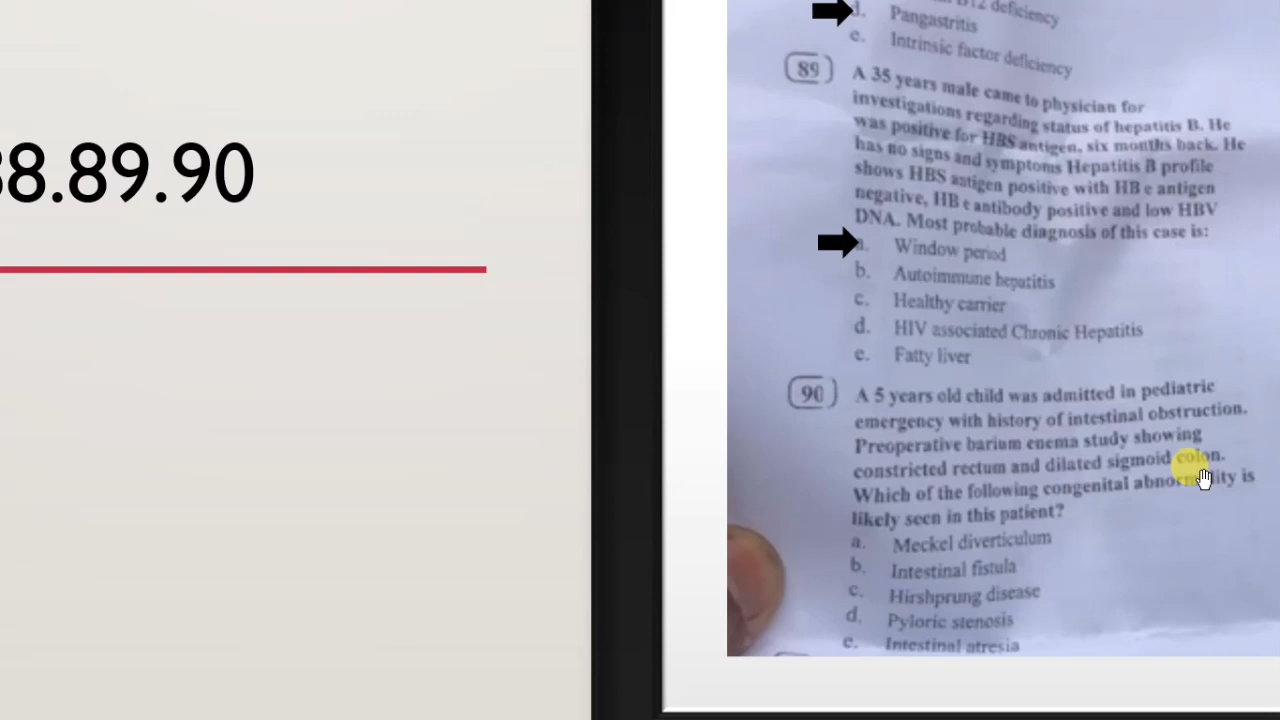 88.89.90
B12 deficiency
d. Pangastritis
e. Intrinsic factor deficiency
89 A 35 years male came to physician for
investigations regarding status of hepatitis B. He
was positive for HBS antigen, six months back. He
has no signs and symptoms Hepatitis B profile
shows HBS antigen positive with HB e antigen
negative, HB e antibody positive and low HBV
DNA. Most probable diagnosis of this case is:
a. Window period
b. Autoimmune hepatitis
c. Healthy carrier
d. HIV associated Chronic Hepatitis
e. Fatty liver
90 A 5 years old child was admitted in pediatric
emergency with history of intestinal obstruction.
Preoperative barium enema study showing
constricted rectum and dilated sigmoid colon.
Which of the following congenital abnormality is
likely seen in this patient?
a. Meckel diverticulum
b. Intestinal fistula
c. Hirshprung disease
d. Pyloric stenosis
e. Intestinal atresia